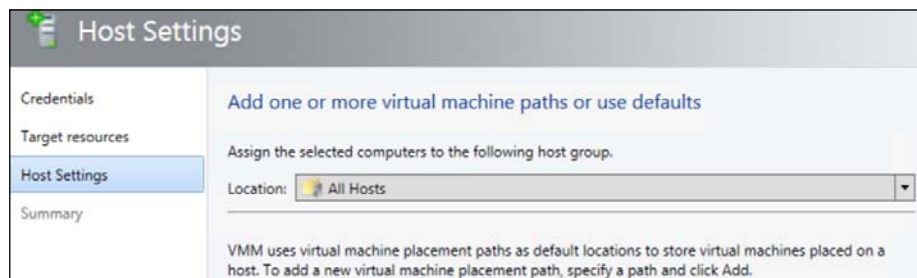 Host Settings
Credentials
Target resources
Host Settings
Summary
Add one or more virtual machine paths or use defaults
Assign the selected computers to the following host group.
Location: All Hosts
VMM uses virtual machine placement paths as default locations to store virtual machines placed on a
host. To add a new virtual machine placement path, specify a path and click Add.